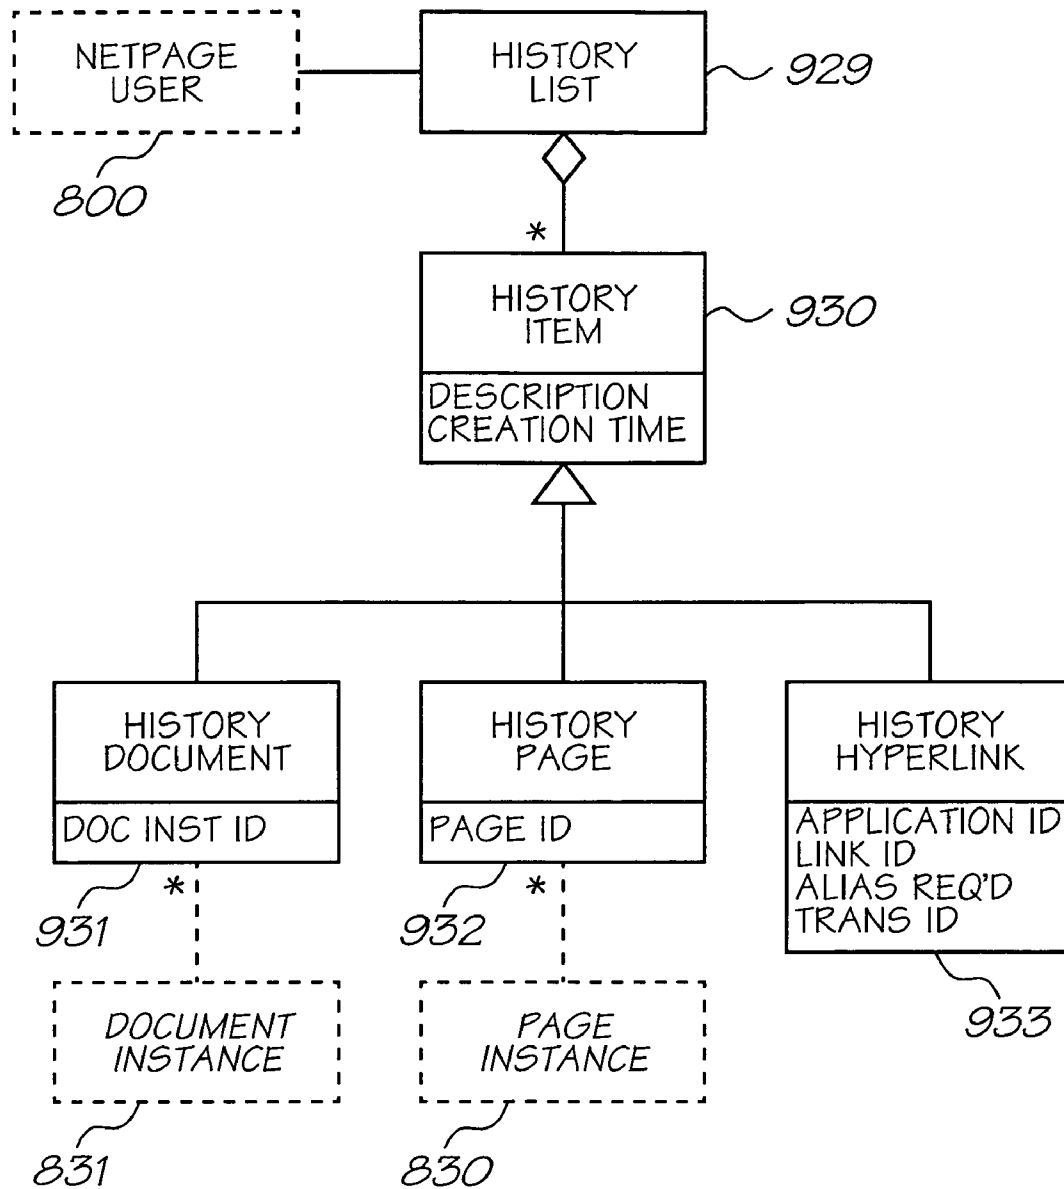 NETPAGE
USER
HISTORY
LIST
929
800
*
HISTORY
ITEM
930
DESCRIPTION
CREATION TIME
HISTORY
DOCUMENT
HISTORY
PAGE
HISTORY
HYPERLINK
DOC INST ID
PAGE ID
APPLICATION ID
LINK ID
ALIAS REQ'D
TRANS ID
*
*
931
932
933
DOCUMENT
INSTANCE
PAGE
INSTANCE
831
830